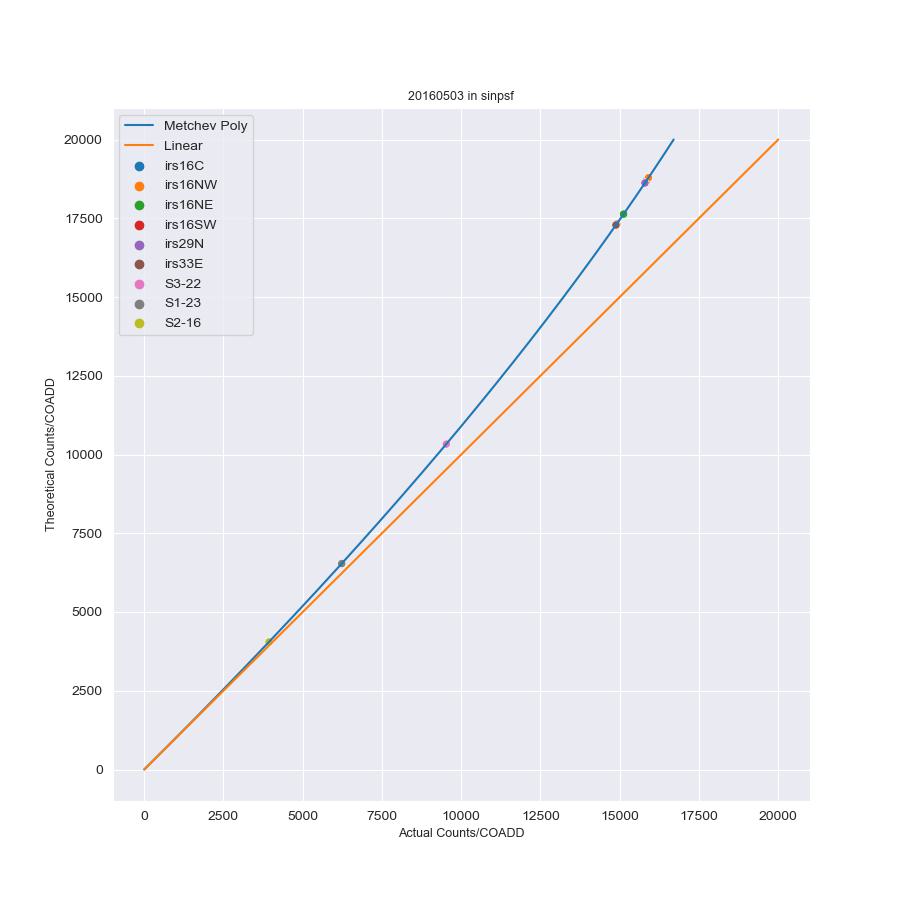 20160503 in sinpsf
Metchev Poly
Linear
irs16C
irs16NW
irs16NE
irs16SW
irs29N
irs33E
S3-22
S1-23
S2-16
20000
17500
15000
12500
10000
7500
5000
2500
0
Theoretical Counts/COADD
0 2500 5000 7500 10000 12500 15000 17500 20000
Actual Counts/COADD